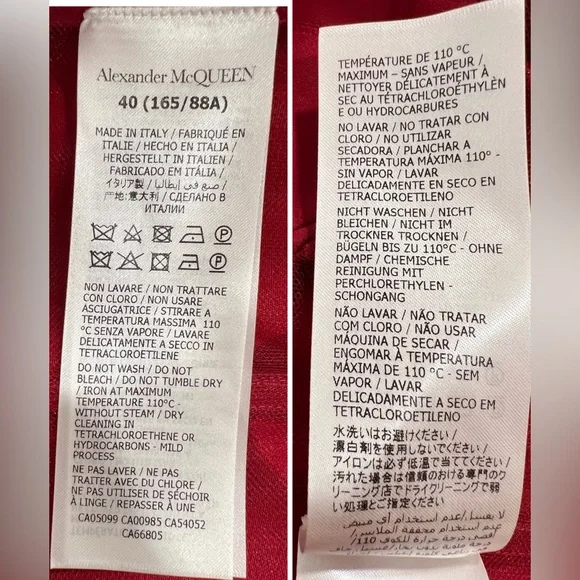 Alexander McQUEEN
40 (165/88A)
MADE IN ITALY / FABRIQUÉ EN
ITALIE / HECHO EN ITALIA /
HERGESTELLT IN ITALIEN /
FABRICADO EM ITÁLIA /
イタリア製 / صنع في إيطاليا /
产地:意大利 / СДЕЛАНО В
ИТАЛИИ
NON LAVARE / NON TRATTARE
CON CLORO / NON USARE
ASCIUGATRICE / STIRARE A
TEMPERATURA MASSIMA 110
°C SENZA VAPORE / LAVARE
DELICATAMENTE A SECCO IN
TETRACLOROETILENE
DO NOT WASH / DO NOT
BLEACH / DO NOT TUMBLE DRY
/ IRON AT MAXIMUM
TEMPERATURE 110°C -
WITHOUT STEAM / DRY
CLEANING IN
TETRACHLOROETHENE OR
HYDROCARBONS - MILD
PROCESS
NE PAS LAVER / NE PAS
TRAITER AVEC DU CHLORE /
NE PAS UTILISER DE SÉCHOIR
À LINGE / REPASSER À UNE
CA05099 CA00985 CA54052
CA66805
TEMPÉRATURE DE 110 °C
MAXIMUM – SANS VAPEUR /
NETTOYER DÉLICATEMENT À
SEC AU TÉTRACHLOROÉTHYLÈN
E OU HYDROCARBURES
NO LAVAR / NO TRATAR CON
CLORO / NO UTILIZAR
SECADORA / PLANCHAR A
TEMPERATURA MÁXIMA 110° -
SIN VAPOR / LAVAR
DELICADAMENTE EN SECO EN
TETRACLOROETILENO
NICHT WASCHEN / NICHT
BLEICHEN / NICHT IM
TROCKNER TROCKNEN /
BÜGELN BIS ZU 110°C - OHNE
DAMPF / CHEMISCHE
REINIGUNG MIT
PERCHLORETHYLEN -
SCHONGANG
NÃO LAVAR / NÃO TRATAR
COM CLORO / NÃO USAR
MÁQUINA DE SECAR /
ENGOMAR À TEMPERATURA
MÁXIMA DE 110 °C - SEM
VAPOR / LAVAR
DELICATAMENTE A SECO EM
TETRACLOROETILENO
水洗いはお避けください/
漂白剤を使用しないでください/
アイロンは必ず低温で当ててください/
汚れた場合は信頼のおける専門のク
リーニング店でドライクリーニングで弱
い処理とご指定ください/
لا يغسل/عدم استخدام أي مبيض
/عدم استخدام مجففة الملابس